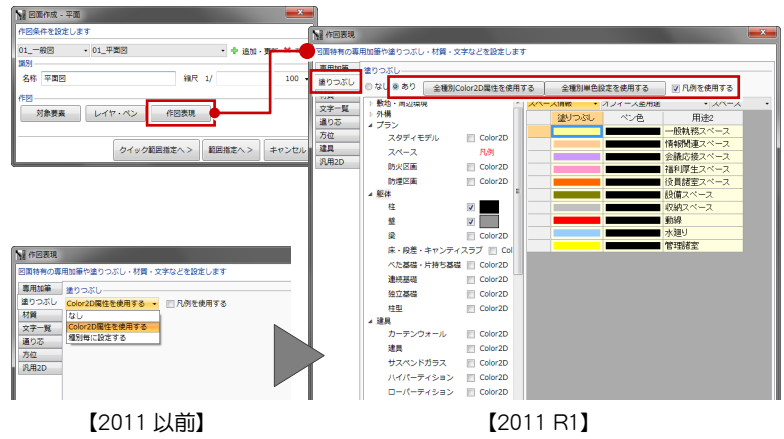 図面作成 - 平面
作図条件を設定します
01_一般図 01_平面図 追加・更新
識別
名称 平面図 縮尺 1/ 100
作図
対象要素 レイヤ・ペン 作図表現
クイック範囲指定へ > 範囲指定へ > キャンセル
作図表現
図面特有の専用加筆や塗りつぶし・材質・文字などを設定します
専用加筆
塗りつぶし
材質
文字一覧
通り芯
方位
汎用2D
塗りつぶし
Color2D属性を使用する 凡例を使用する
なし
Color2D属性を使用する
種別毎に設定する
【2011 以前】
作図表現
図面特有の専用加筆や塗りつぶし・材質・文字などを設定します
専用加筆
塗りつぶし
材質
文字一覧
通り芯
方位
建具
汎用2D
塗りつぶし
なし あり 全種別Color2D属性を使用する 全種別単色設定を使用する 凡例を使用する
敷地・周辺環境
外構
プラン
スタディモデル Color2D
スペース 凡例
防火区画 Color2D
防煙区画 Color2D
躯体
柱
壁
梁 Color2D
床・段差・キャンティスラブ Col
べた基礎・片持ち基礎 Color2D
連続基礎 Color2D
独立基礎 Color2D
柱型 Color2D
建具
カーテンウォール Color2D
建具 Color2D
サスペンドガラス Color2D
ハイパーティション Color2D
ローパーティション Color2D
スペース情報 オフィース室用途 スペース
塗りつぶし ペン色 用途2
一般執務スペース
情報関連スペース
会議応接スペース
福利厚生スペース
役員諸室スペース
設備スペース
収納スペース
動線
水廻り
管理諸室
【2011 R1】